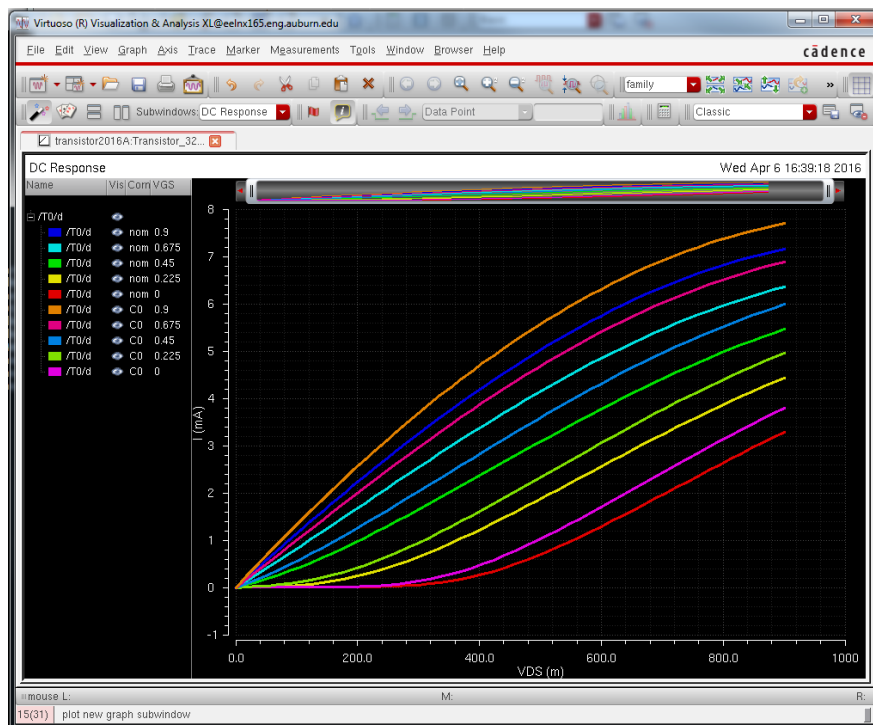 Virtuoso (R) Visualization & Analysis XL@eelnx165.eng.auburn.edu
File Edit View Graph Axis Trace Marker Measurements Tools Window Browser Help
cādence
family
»
Subwindows: DC Response
Data Point
Classic
transistor2016A:Transistor_32...
DC Response
Wed Apr 6 16:39:18 2016
Name Vis Corn VGS
/T0/d
/T0/d nom 0.9
/T0/d nom 0.675
/T0/d nom 0.45
/T0/d nom 0.225
/T0/d nom 0
/T0/d C0 0.9
/T0/d C0 0.675
/T0/d C0 0.45
/T0/d C0 0.225
/T0/d C0 0
8
7
6
5
4
3
2
1
0
-1
I (mA)
0.0 200.0 400.0 600.0 800.0 1000
VDS (m)
mouse L: M: R:
15(31) plot new graph subwindow